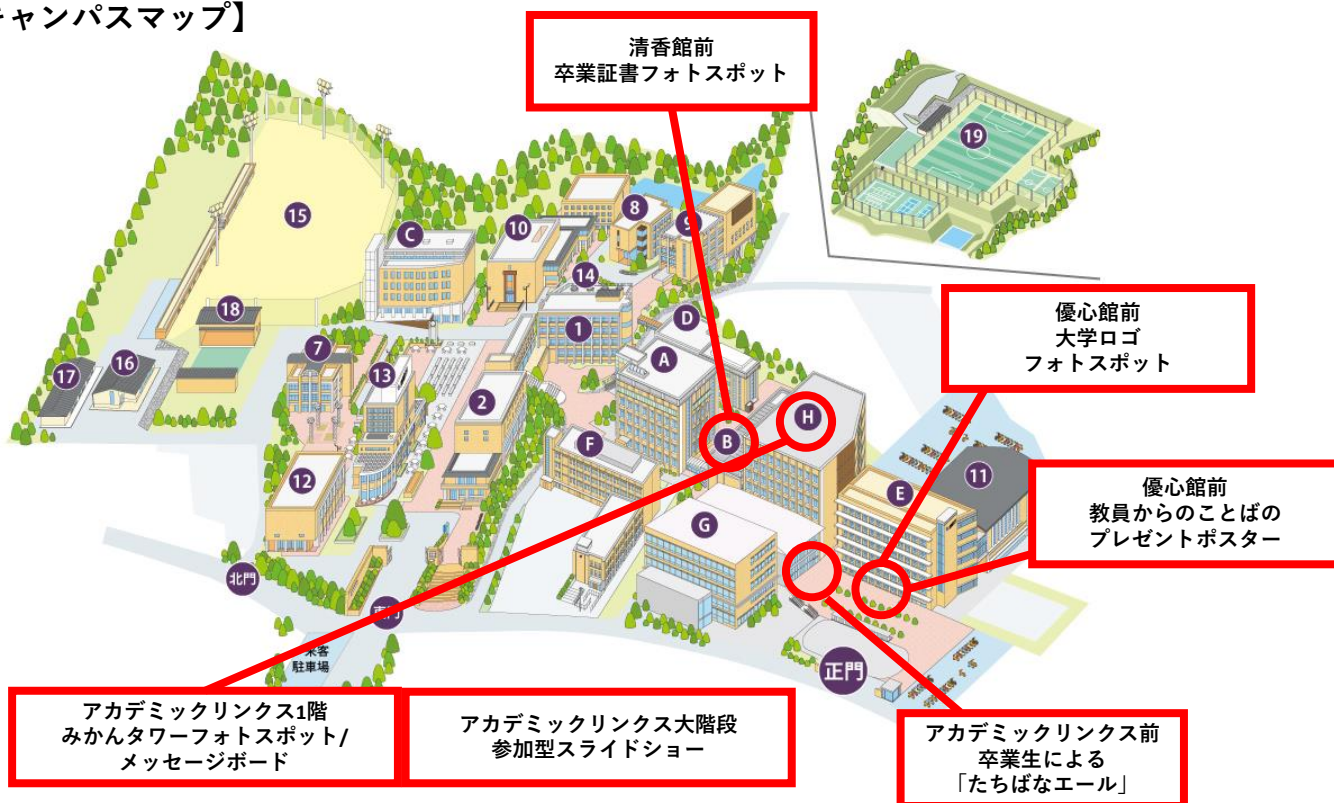 キャンパスマップ】
清香館前
卒業証書フォトスポット
19
15
C
10
8
9
14
18
1
D
優心館前
大学ロゴ
フォトスポット
7
17
16
13
A
2
B
H
F
12
E
11
G
優心館前
教員からのことばの
プレゼントポスター
北門
東門
来客
駐車場
正門
アカデミックリンクス1階
みかんタワーフォトスポット/
メッセージボード
アカデミックリンクス大階段
参加型スライドショー
アカデミックリンクス前
卒業生による
「たちばなエール」